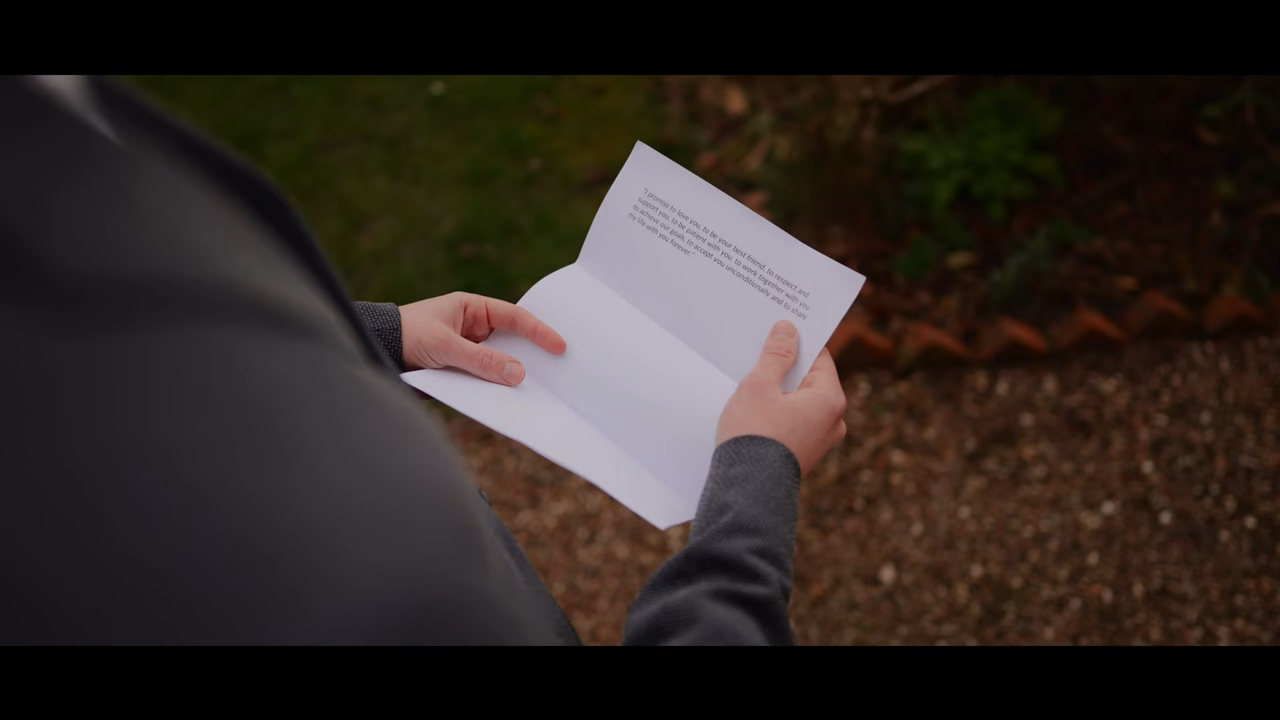 "I promise to love you, to be your best friend, to respect and
support you, to be patient with you, to work together with you
to achieve our goals, to accept you unconditionally and to share
my life with you forever."